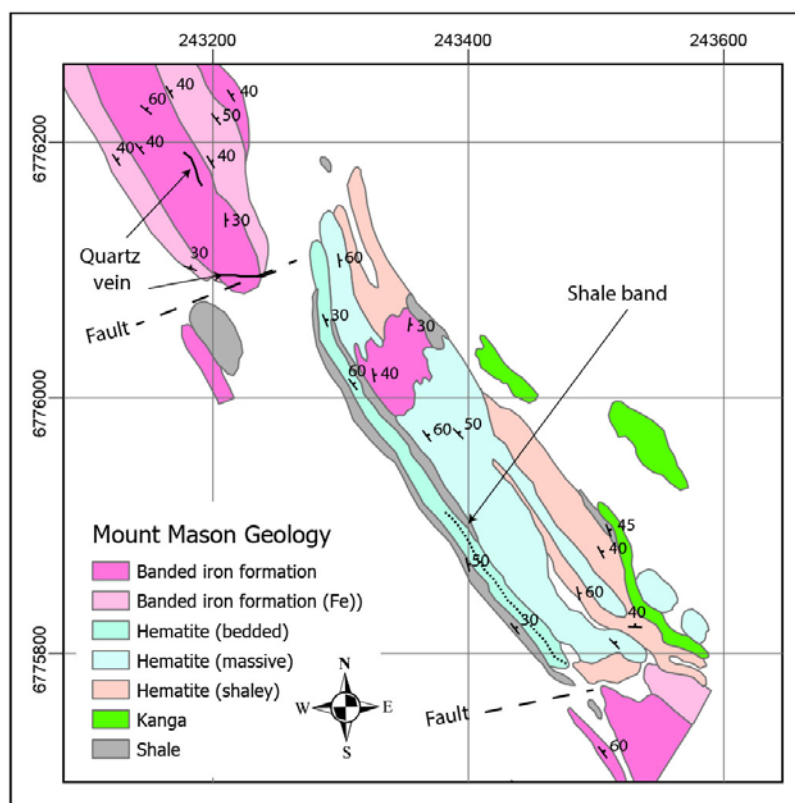 243200
243400
243600
6776200
6776000
6775800
40
60
40
50
40
40
40
30
30
Quartz
vein
Fault
60
30
30
60
40
Shale band
60
50
45
40
50
60
40
30
Fault
60
Mount Mason Geology
Banded iron formation
Banded iron formation (Fe))
Hematite (bedded)
Hematite (massive)
Hematite (shaley)
Kanga
Shale
N
W
E
S